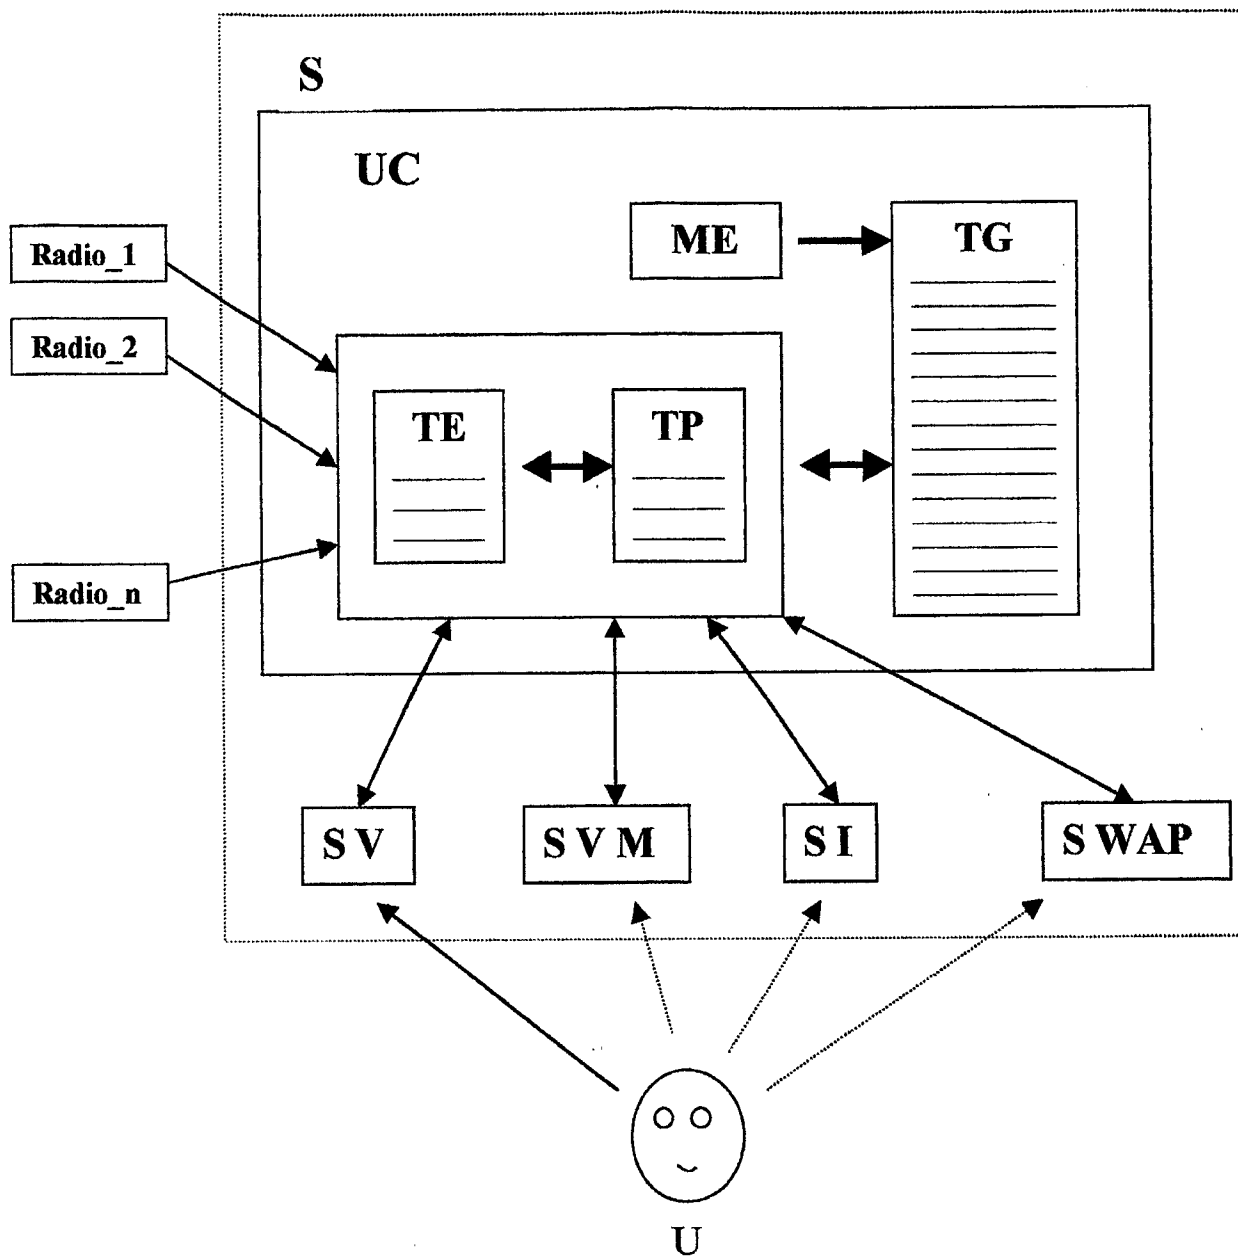 S
UC
ME
TG
Radio_1
Radio_2
TE
TP
Radio_n
S V
S V M
S I
S WAP
U